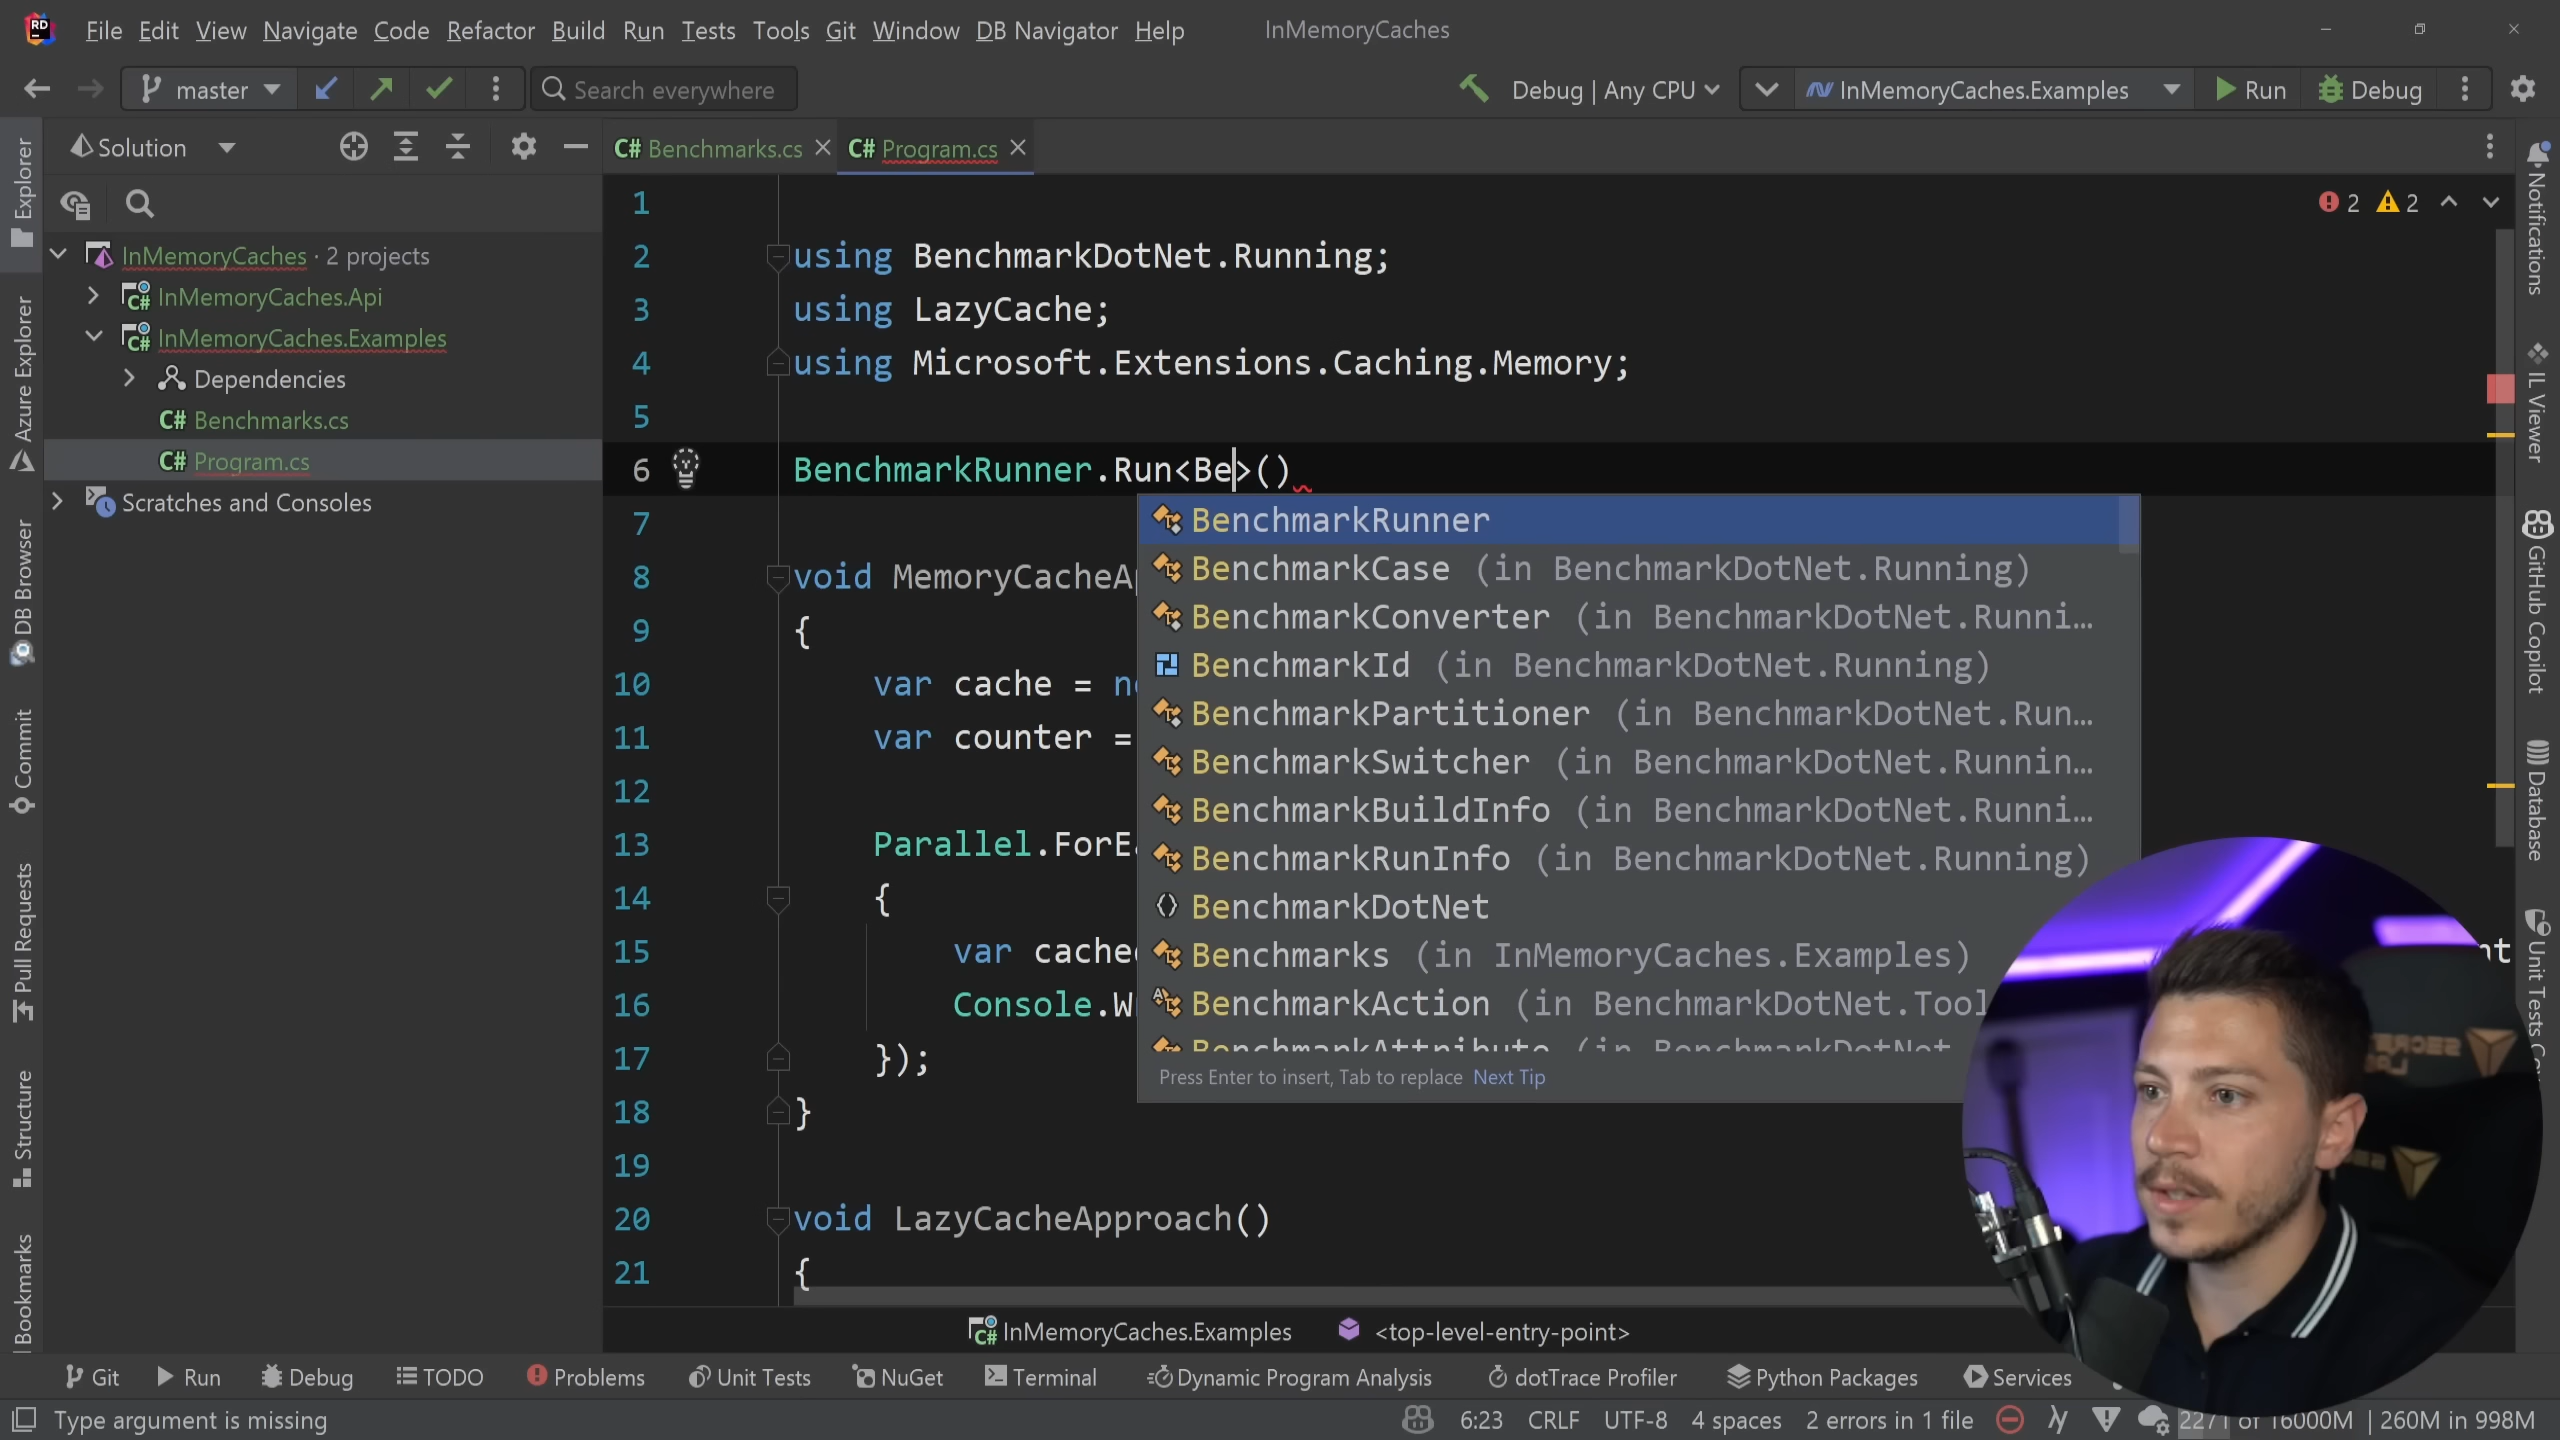 RD File Edit View Navigate Code Refactor Build Run Tests Tools Git Window DB Navigator Help InMemoryCaches
master Search everywhere Debug | Any CPU InMemoryCaches.Examples Run Debug
Solution
C# Benchmarks.cs C# Program.cs
InMemoryCaches · 2 projects
C# InMemoryCaches.Api
C# InMemoryCaches.Examples
Dependencies
C# Benchmarks.cs
C# Program.cs
Scratches and Consoles
Explorer
Azure Explorer
DB Browser
Commit
Pull Requests
Structure
Bookmarks
2 2
1
2 using BenchmarkDotNet.Running;
3 using LazyCache;
4 using Microsoft.Extensions.Caching.Memory;
5
6 BenchmarkRunner.Run<Be>()
7
8 void MemoryCacheA
9 {
10 var cache =
11 var counter =
12
13 Parallel.ForE
14 {
15 var cache
16 Console.W
17 });
18 }
19
20 void LazyCacheApproach()
21 {
BenchmarkRunner
BenchmarkCase (in BenchmarkDotNet.Running)
BenchmarkConverter (in BenchmarkDotNet.Runni…
BenchmarkId (in BenchmarkDotNet.Running)
BenchmarkPartitioner (in BenchmarkDotNet.Run…
BenchmarkSwitcher (in BenchmarkDotNet.Runnin…
BenchmarkBuildInfo (in BenchmarkDotNet.Runni…
BenchmarkRunInfo (in BenchmarkDotNet.Running)
BenchmarkDotNet
Benchmarks (in InMemoryCaches.Examples)
BenchmarkAction (in BenchmarkDotNet.Tool
BenchmarkAttribute (in BenchmarkDotNet
Press Enter to insert, Tab to replace Next Tip
Notifications
IL Viewer
GitHub Copilot
Database
Unit Tests
C# InMemoryCaches.Examples <top-level-entry-point>
Git Run Debug TODO Problems Unit Tests NuGet Terminal Dynamic Program Analysis dotTrace Profiler Python Packages Services
Type argument is missing 6:23 CRLF UTF-8 4 spaces 2 errors in 1 file 2271 of 16000M | 260M in 998M